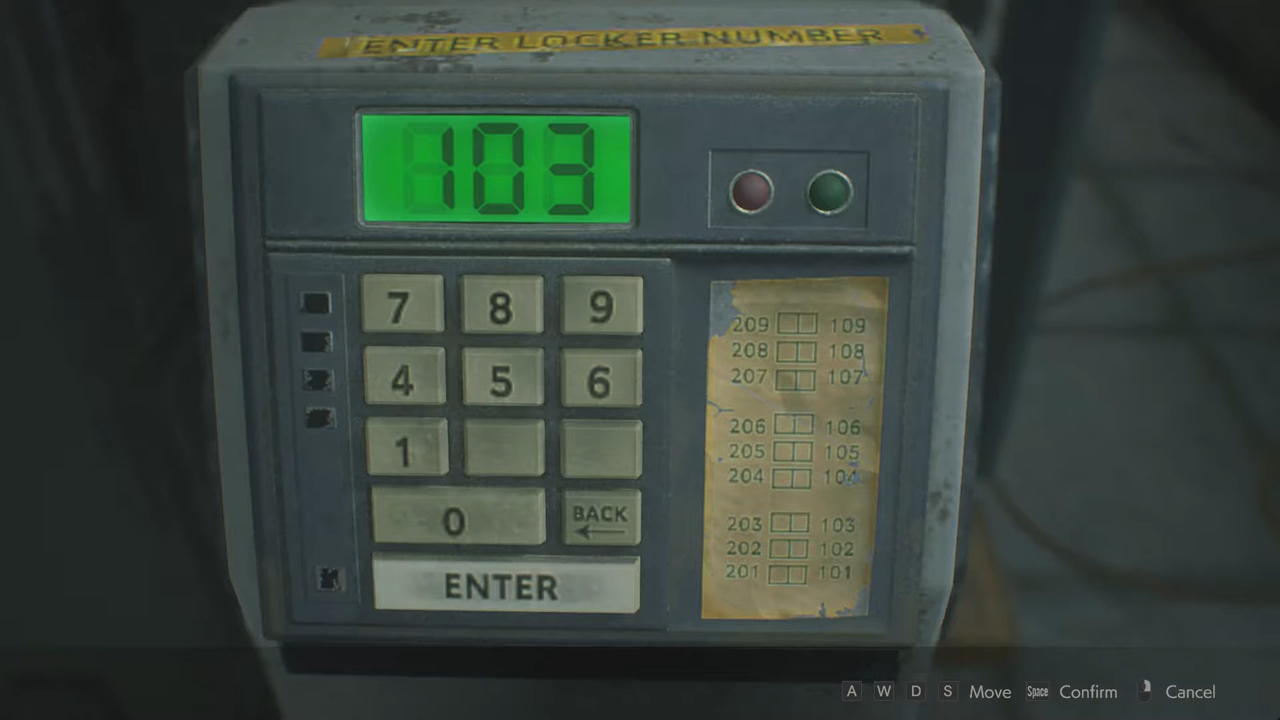 ENTER LOCKER NUMBER
103
7 8 9
4 5 6
1
0 BACK
ENTER
209 109
208 108
207 107
206 106
205 105
204 104
203 103
202 102
201 101
A W D S Move Space Confirm Cancel